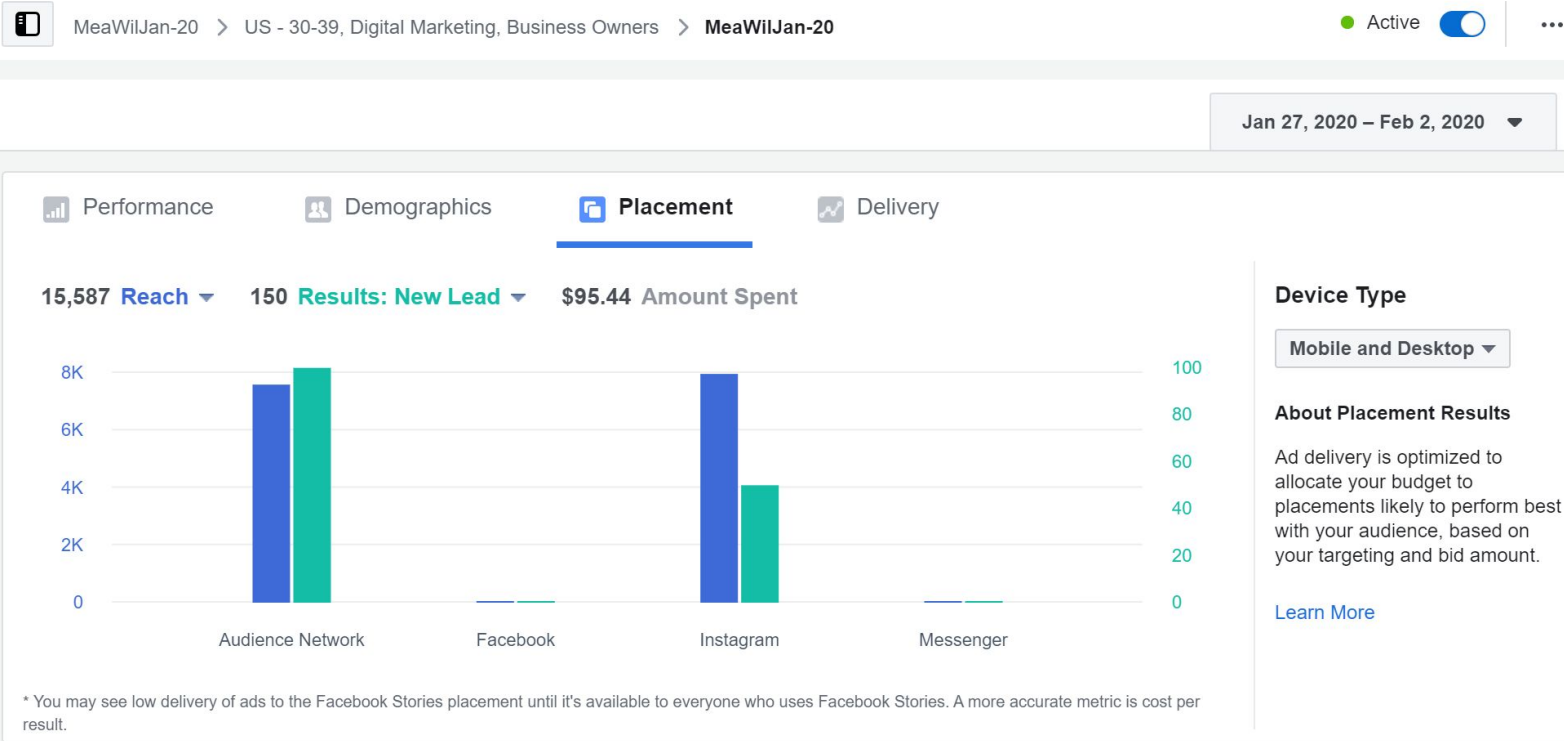 MeaWilJan-20 > US - 30-39, Digital Marketing, Business Owners > MeaWilJan-20 Active
Jan 27, 2020 – Feb 2, 2020
Performance Demographics Placement Delivery
15,587 Reach 150 Results: New Lead $95.44 Amount Spent
8K
6K
4K
2K
0
100
80
60
40
20
0
Audience Network Facebook Instagram Messenger
* You may see low delivery of ads to the Facebook Stories placement until it's available to everyone who uses Facebook Stories. A more accurate metric is cost per
result.
Device Type
Mobile and Desktop
About Placement Results
Ad delivery is optimized to
allocate your budget to
placements likely to perform best
with your audience, based on
your targeting and bid amount.
Learn More